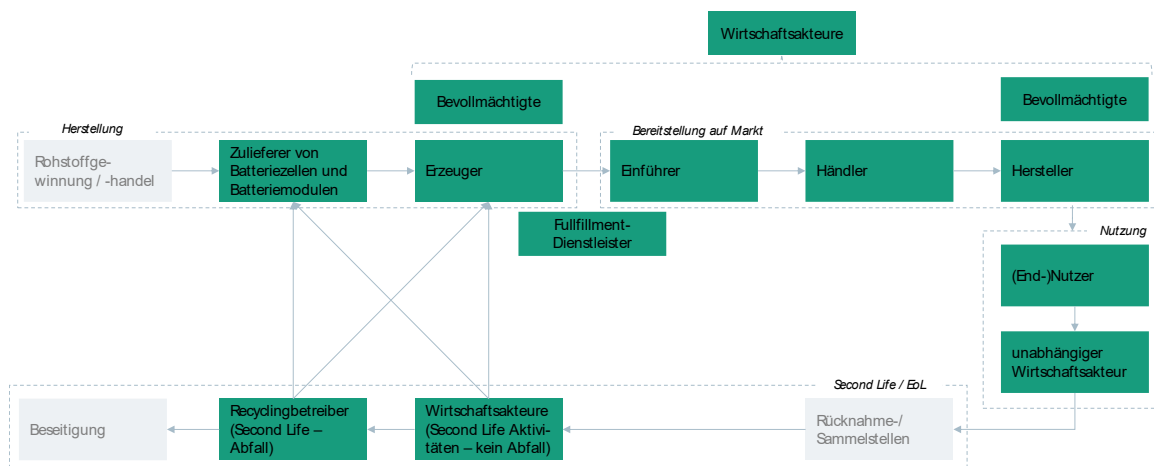 Wirtschaftsakteure
Bevollmächtigte
Bevollmächtigte
Herstellung
Bereitstellung auf Markt
Rohstoffge-
winnung / -handel
Zulieferer von
Batteriezellen und
Batteriemodulen
Erzeuger
Einführer
Händler
Hersteller
Fullfillment-
Dienstleister
Nutzung
(End-)Nutzer
unabhängiger
Wirtschaftsakteur
Second Life / EoL
Beseitigung
Recyclingbetreiber
(Second Life –
Abfall)
Wirtschaftsakteure
(Second Life Aktivi-
täten – kein Abfall)
Rücknahme-/
Sammelstellen